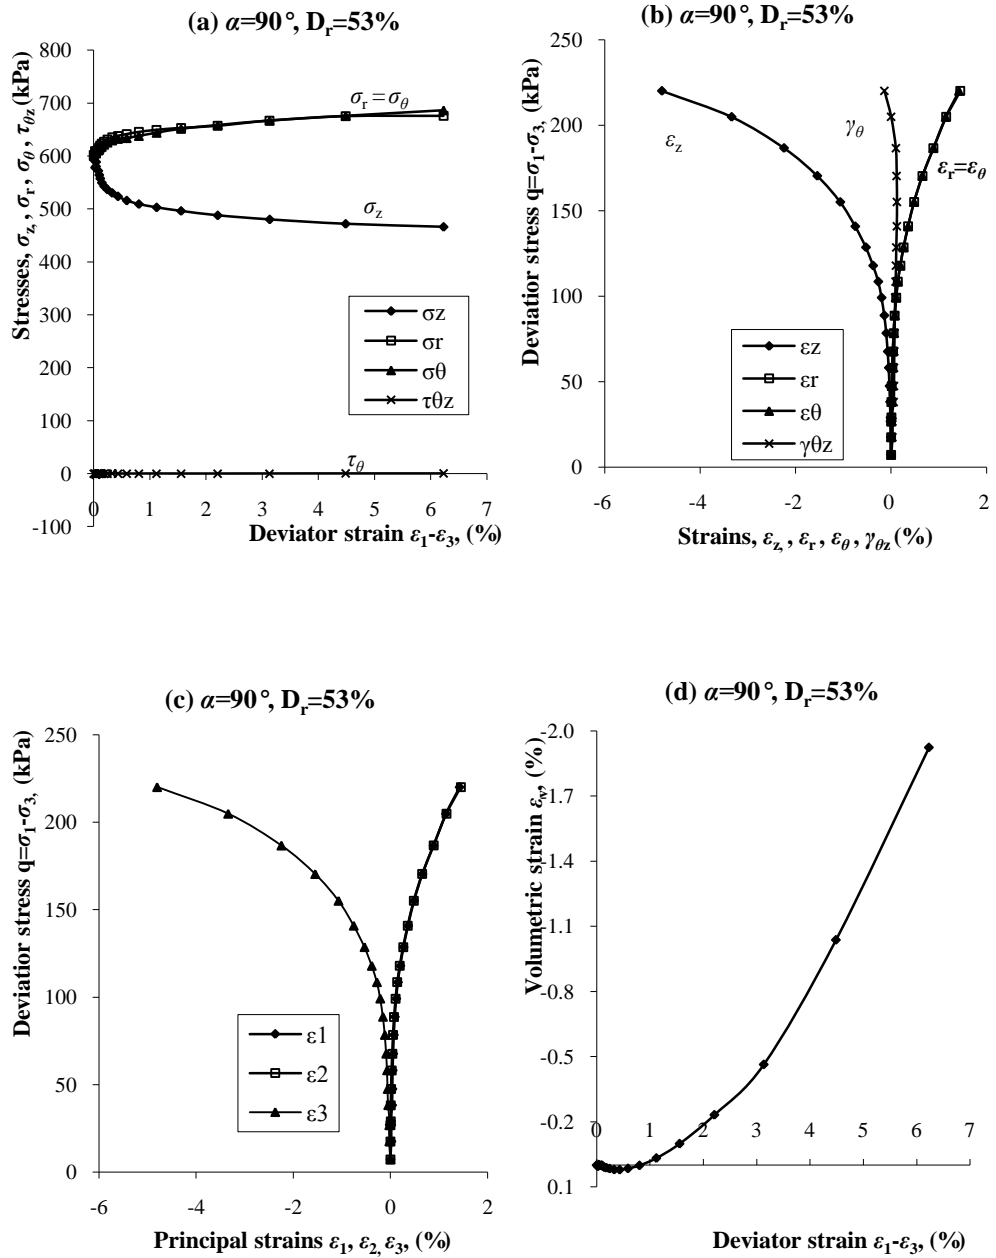 (a) α=90°, Dr=53%
Stresses, σz, , σr , σθ , τθz (kPa)
800
700
600
500
400
300
200
100
0
-100
σr = σθ
σz
τθ
σz
σr
σθ
τθz
0 1 2 3 4 5 6 7
Deviator strain ε1-ε3, (%)
(b) α=90°, Dr=53%
Deviatior stress q=σ1-σ3, (kPa)
250
200
150
100
50
0
εz
γθ
εr=εθ
εz
εr
εθ
γθz
-6 -4 -2 0 2
Strains, εz, , εr , εθ , γθz (%)
(c) α=90°, Dr=53%
Deviatior stress q=σ1-σ3, (kPa)
250
200
150
100
50
0
ε1
ε2
ε3
-6 -4 -2 0 2
Principal strains ε1, ε2, ε3, (%)
(d) α=90°, Dr=53%
Volumetric strain εv, (%)
-2.0
-1.7
-1.4
-1.1
-0.8
-0.5
-0.2
0.1
0 1 2 3 4 5 6 7
Deviator strain ε1-ε3, (%)